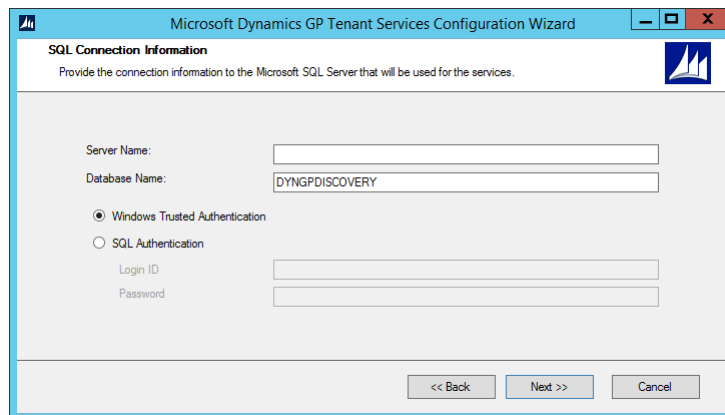 Microsoft Dynamics GP Tenant Services Configuration Wizard
SQL Connection Information
Provide the connection information to the Microsoft SQL Server that will be used for the services.
Server Name:
Database Name: DYNGPDISCOVERY
Windows Trusted Authentication
SQL Authentication
Login ID
Password
<< Back Next >> Cancel